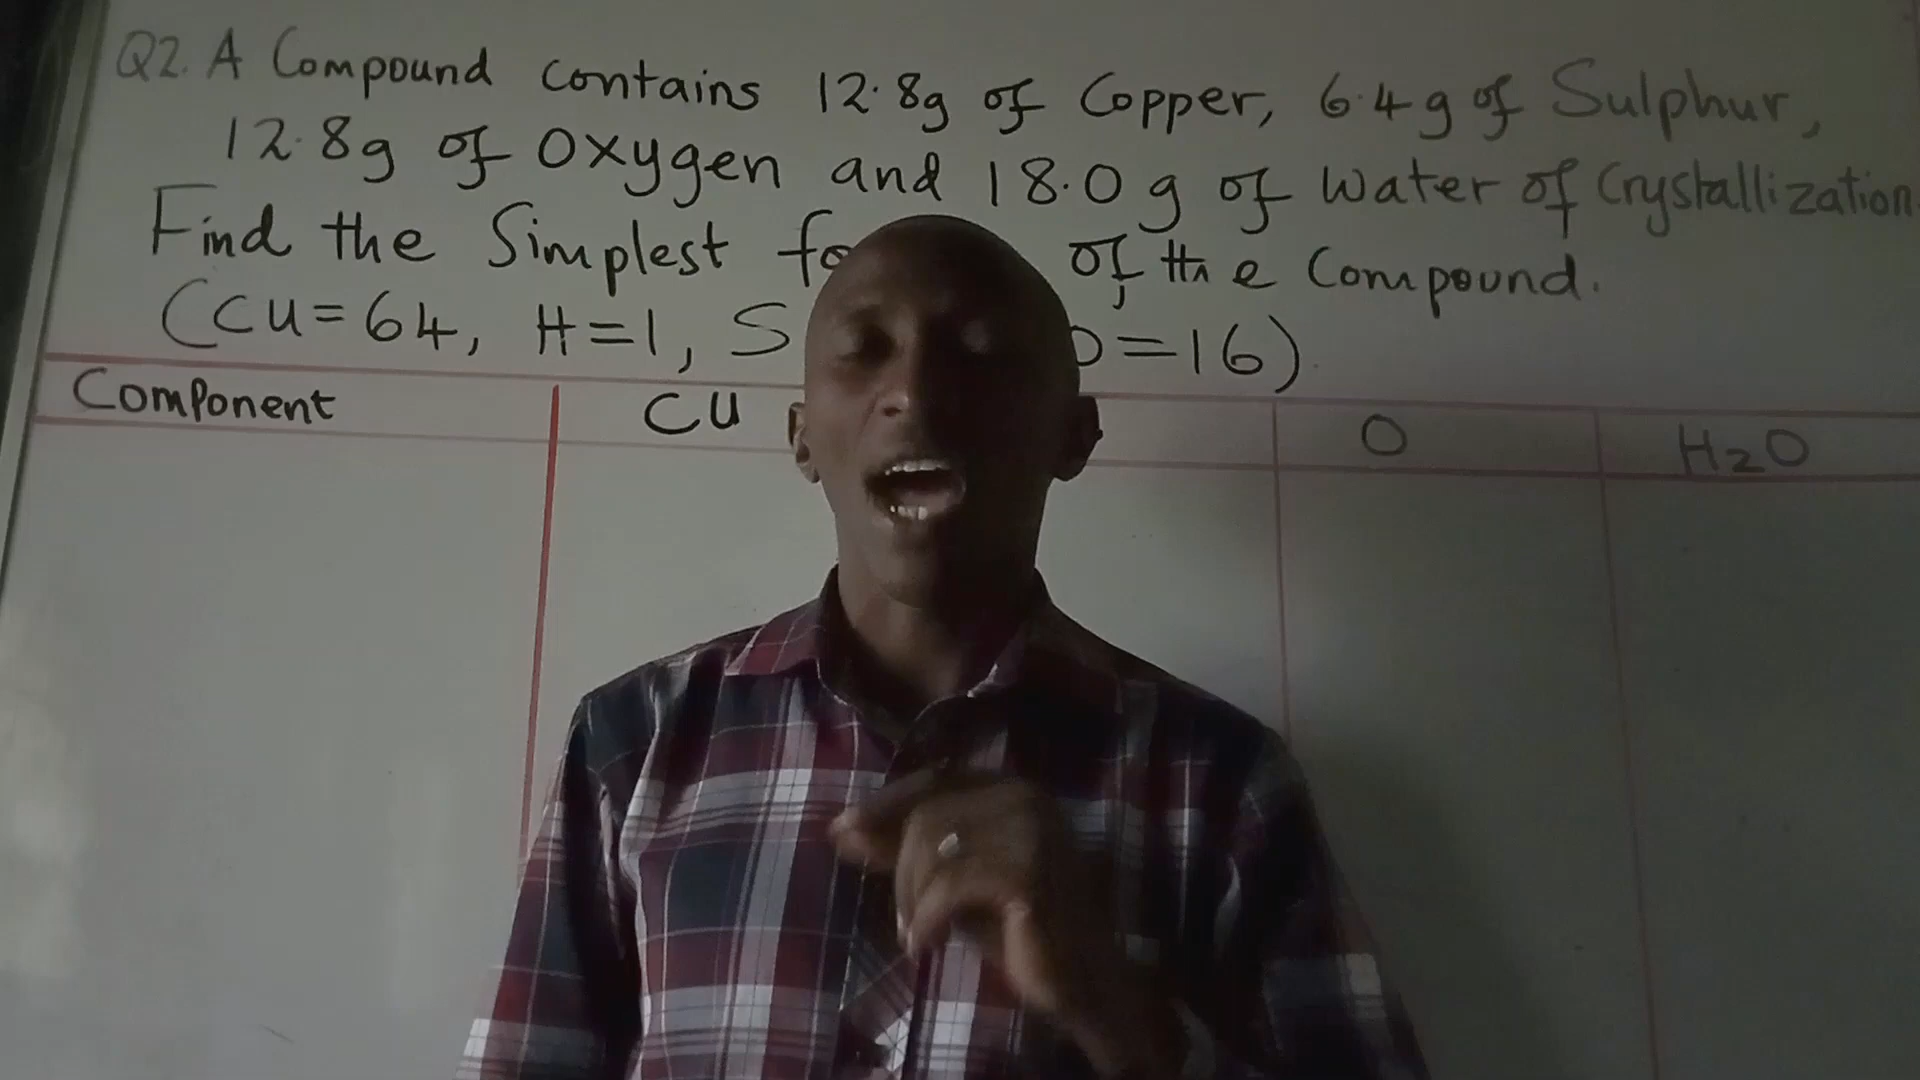 Q2. A Compound contains 12.8g of Copper, 6.4g of Sulphur,
12.8g of Oxygen and 18.0g of Water of Crystallization.
Find the Simplest fo of the Compound.
(CU=64, H=1, S O=16)
Component CU O H2O